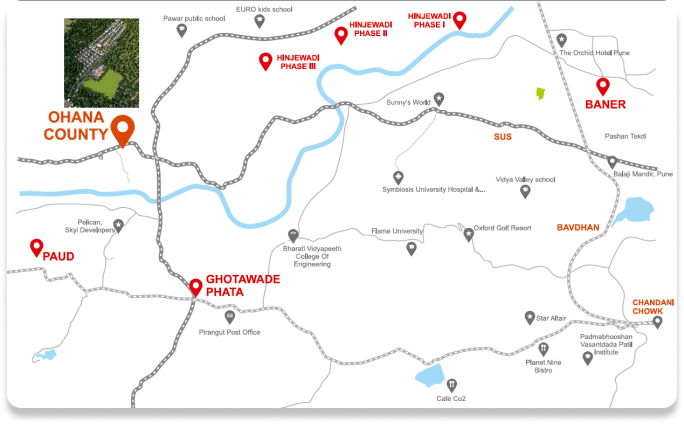 EURO kids school
Pawar public school
HINJEWADI
PHASE I
HINJEWADI
PHASE II
HINJEWADI
PHASE III
The Orchid Hotel Pune
BANER
Sunny's World
OHANA
COUNTY
SUS
Pashan Tekdi
Balaji Mandir, Pune
Vidya Valley school
Symbiosis University Hospital &...
Pelican,
Skyi Developers
Flame University
Oxford Golf Resort
BAVDHAN
PAUD
Bharati Vidyapeeth
College Of
Engineering
GHOTAWADE
PHATA
CHANDANI
CHOWK
Pirangut Post Office
Star Altair
Padmabhooshan
Vasantdada Patil
Institute
Planet Nine
Bistro
Café Co2